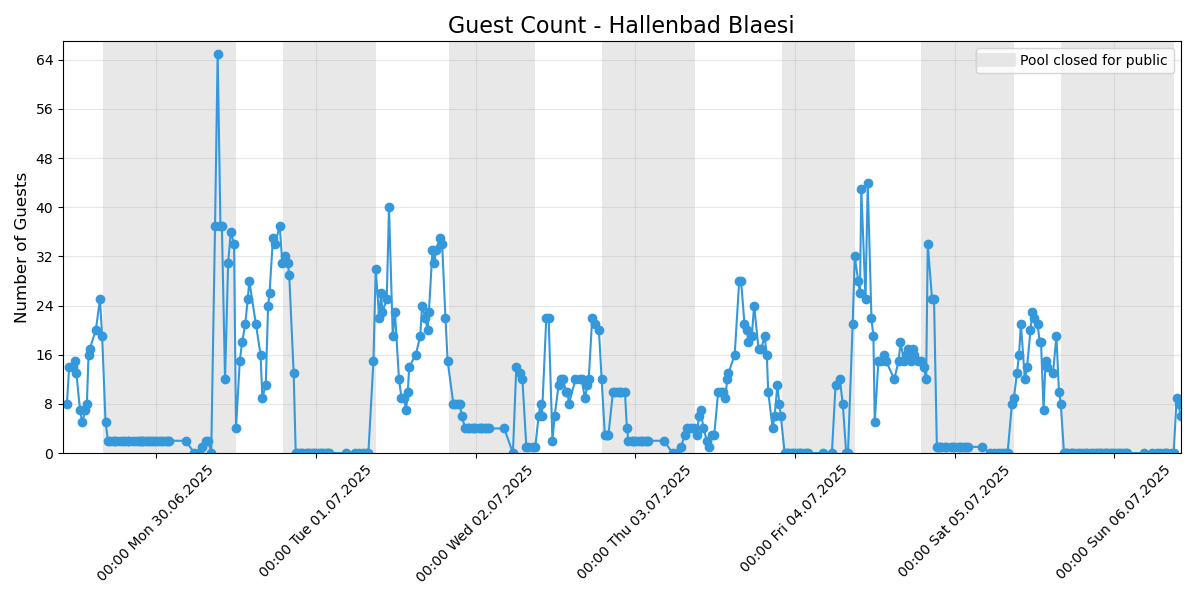 Guest Count - Hallenbad Blaesi
Pool closed for public
Number of Guests
64
56
48
40
32
24
16
8
0
00:00 Mon 30.06.2025
00:00 Tue 01.07.2025
00:00 Wed 02.07.2025
00:00 Thu 03.07.2025
00:00 Fri 04.07.2025
00:00 Sat 05.07.2025
00:00 Sun 06.07.2025